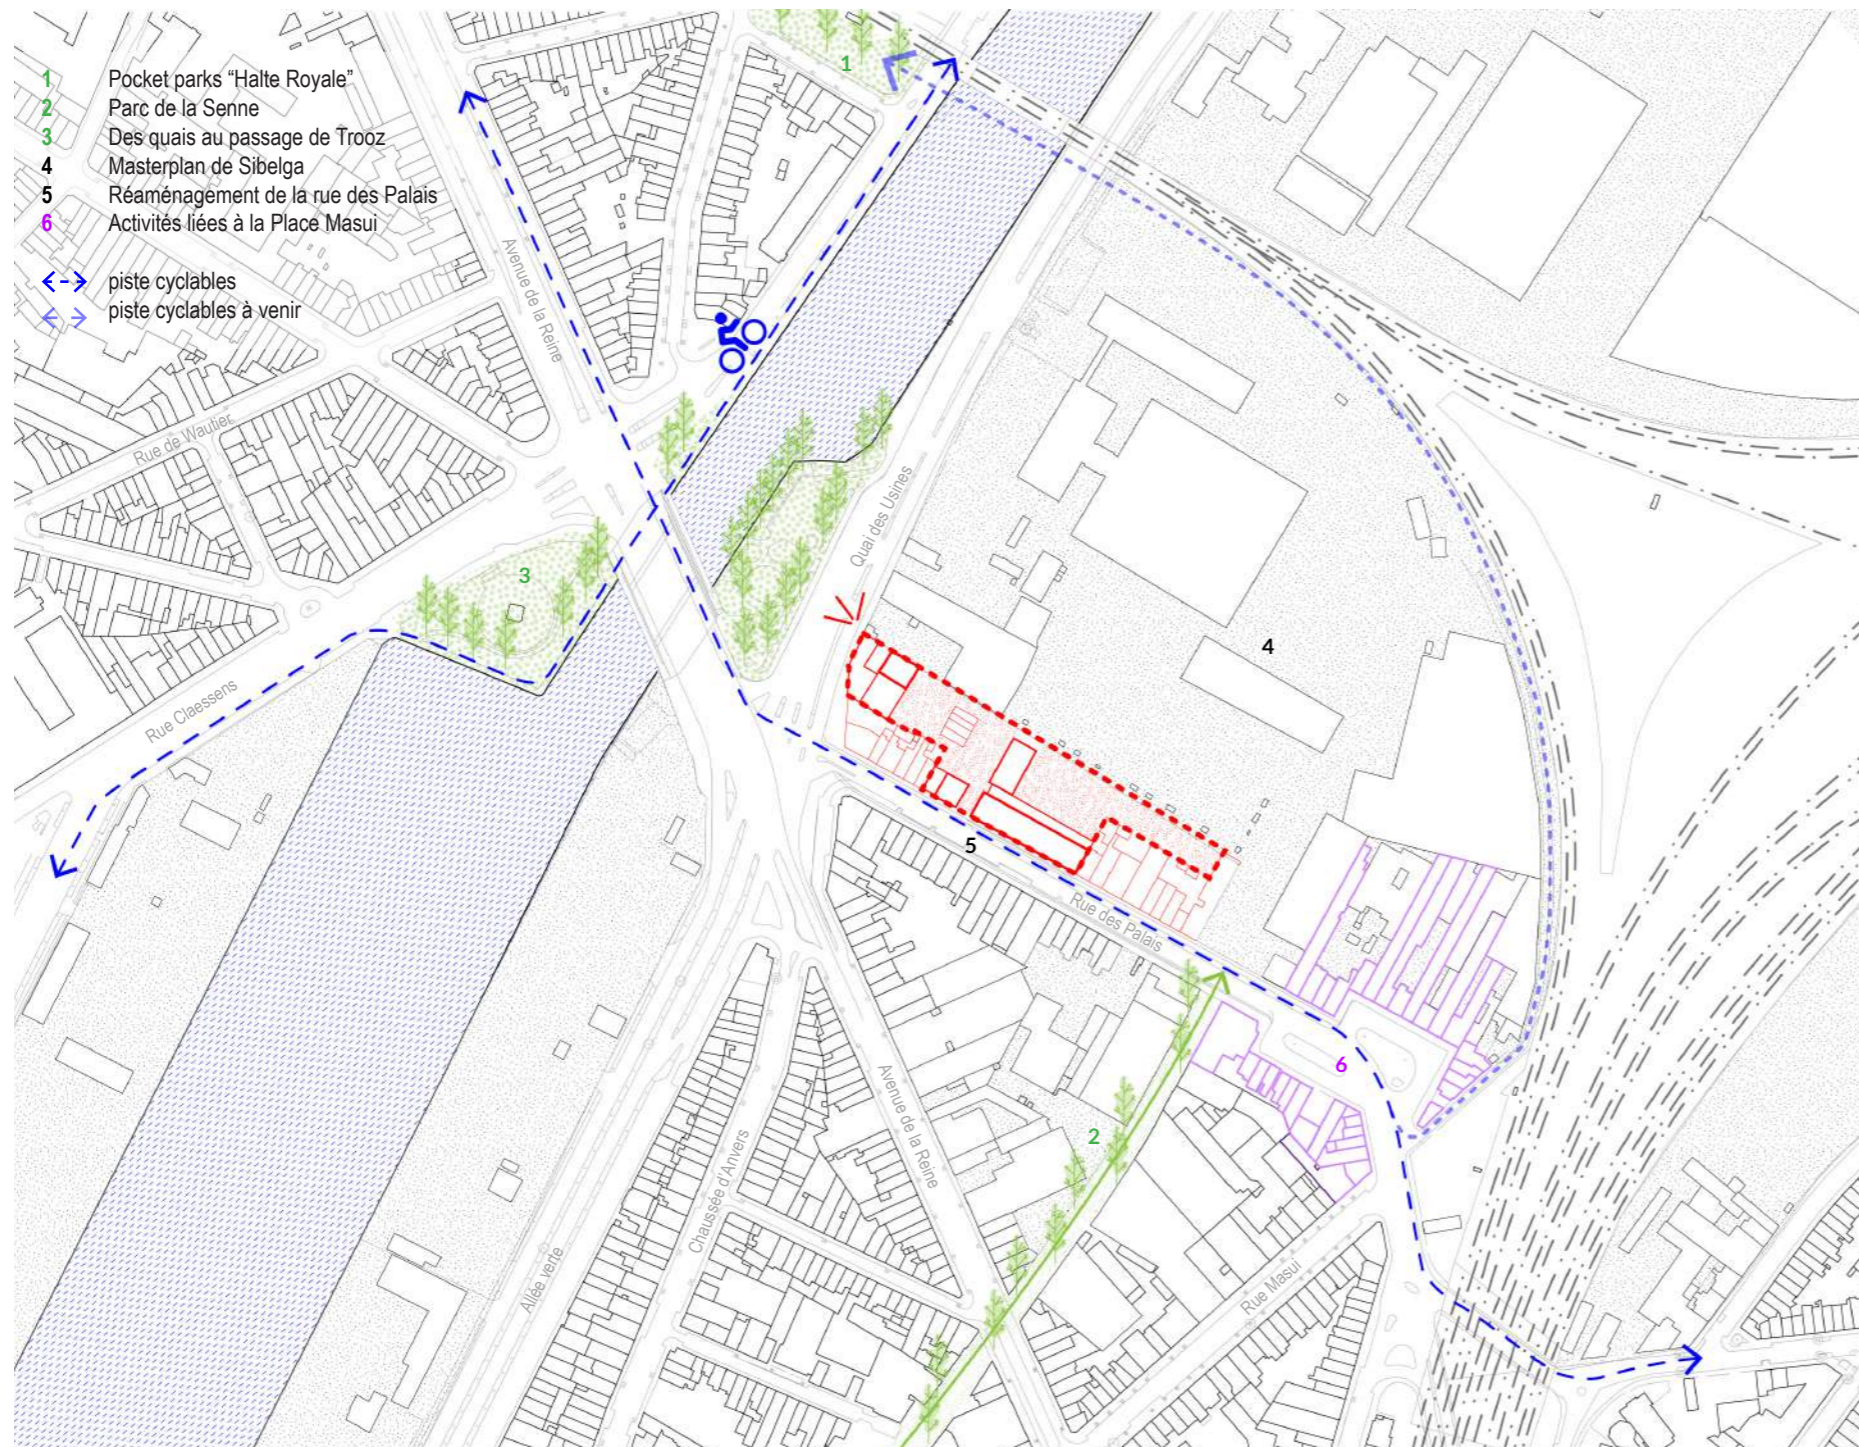 1 Pocket parks “Halte Royale”
2 Parc de la Senne
3 Des quais au passage de Trooz
4 Masterplan de Sibelga
5 Réaménagement de la rue des Palais
6 Activités liées à la Place Masui
piste cyclables
piste cyclables à venir
1
Avenue de la Reine
Rue de Wautier
Quai des Usines
3
4
Rue Claessens
5
Rue des Palais
6
Avenue de la Reine
2
Chaussée d'Anvers
Allée verte
Rue Masui